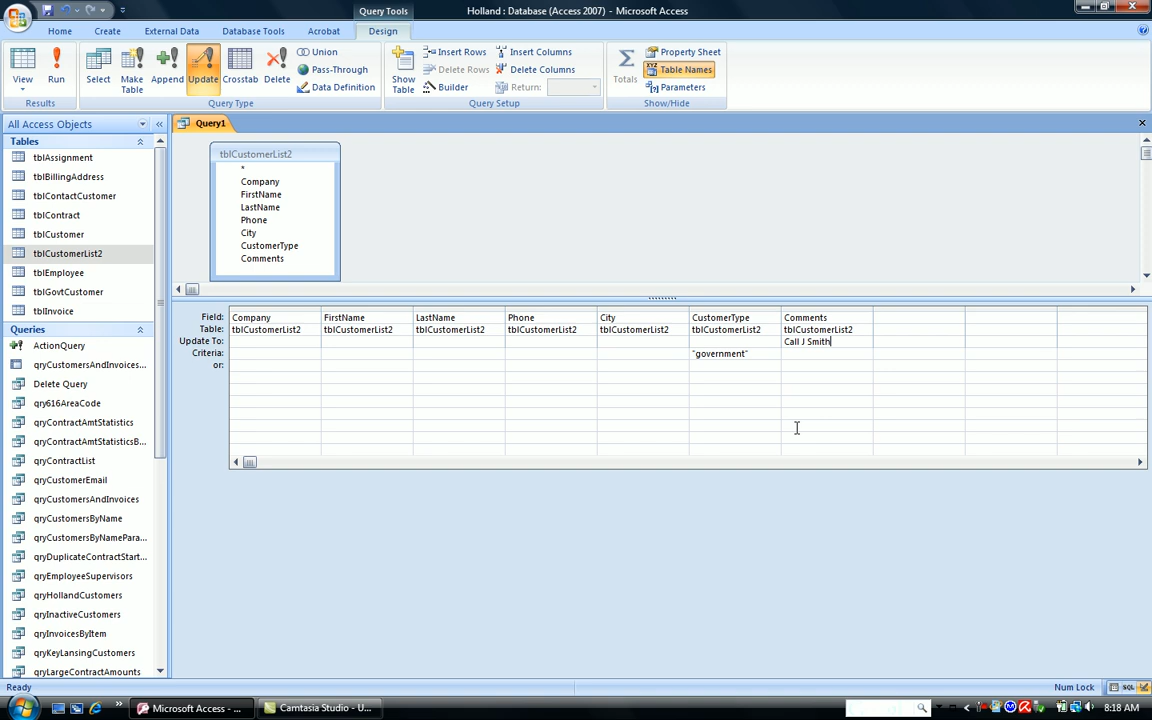 Query Tools
Holland : Database (Access 2007) - Microsoft Access
Home Create External Data Database Tools Acrobat Design
View Run Select Make Table Append Update Crosstab Delete
Union
Pass-Through
Data Definition
Show Table
Insert Rows
Delete Rows
Builder
Insert Columns
Delete Columns
Return:
Totals
Property Sheet
Table Names
Parameters
Results Query Type Query Setup Show/Hide
All Access Objects
Tables
tblAssignment
tblBillingAddress
tblContactCustomer
tblContract
tblCustomer
tblCustomerList2
tblEmployee
tblGovtCustomer
tblInvoice
Queries
ActionQuery
qryCustomersAndInvoices...
Delete Query
qry616AreaCode
qryContractAmtStatistics
qryContractAmtStatisticsB...
qryContractList
qryCustomerEmail
qryCustomersAndInvoices
qryCustomersByName
qryCustomersByNamePara...
qryDuplicateContractStart...
qryEmployeeSupervisors
qryHollandCustomers
qryInactiveCustomers
qryInvoicesByItem
qryKeyLansingCustomers
qryLargeContractAmounts
Query1
tblCustomerList2
*
Company
FirstName
LastName
Phone
City
CustomerType
Comments
Field: Company FirstName LastName Phone City CustomerType Comments
Table: tblCustomerList2 tblCustomerList2 tblCustomerList2 tblCustomerList2 tblCustomerList2 tblCustomerList2 tblCustomerList2
Update To: Call J Smith
Criteria: "government"
or:
Ready
Num Lock
SQL
Microsoft Access - ...
Camtasia Studio - U...
8:18 AM